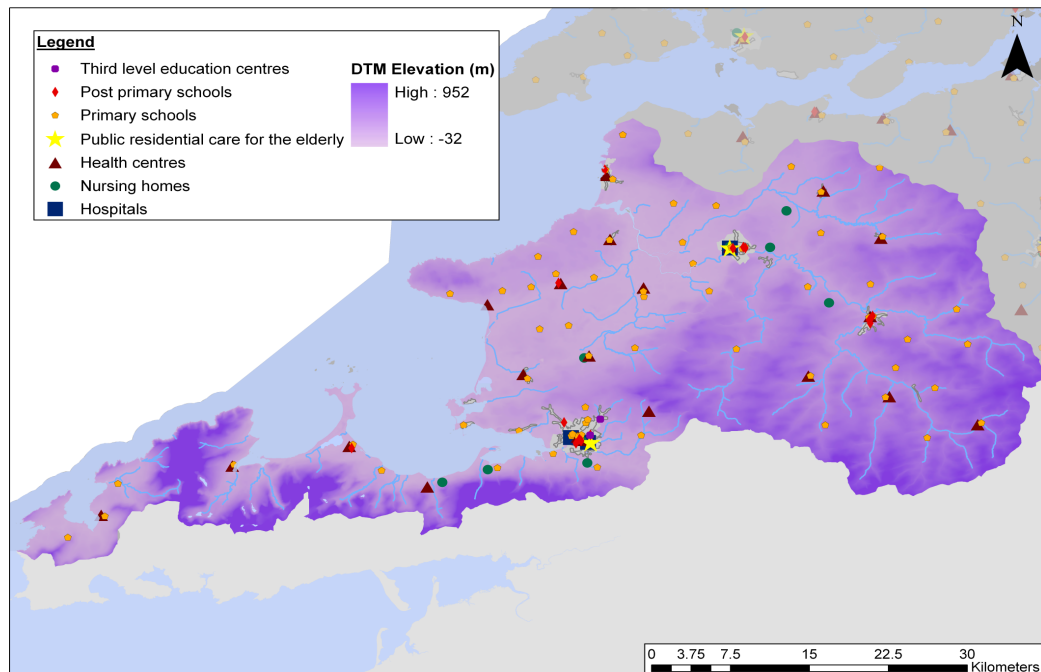 Legend
Third level education centres
Post primary schools
Primary schools
Public residential care for the elderly
Health centres
Nursing homes
Hospitals
DTM Elevation (m)
High : 952
Low : -32
N
0 3.75 7.5 15 22.5 30
Kilometers